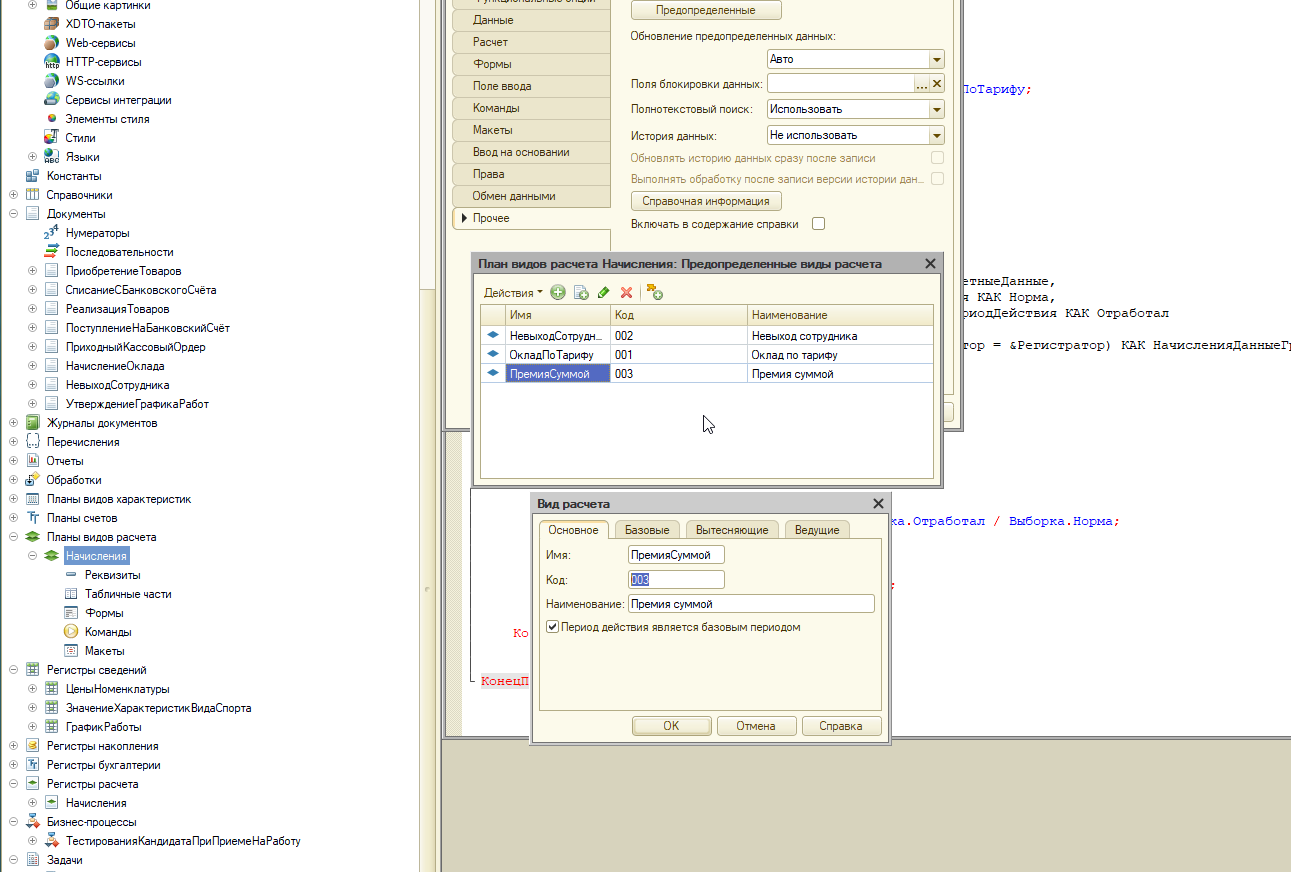 Общие картинки
XDTO-пакеты
Web-сервисы
HTTP-сервисы
WS-ссылки
Сервисы интеграции
Элементы стиля
Стили
Языки
Константы
Справочники
Документы
Нумераторы
Последовательности
ПриобретениеТоваров
СписаниеСБанковскогоСчёта
РеализацияТоваров
ПоступлениеНаБанковскийСчёт
ПриходныйКассовыйОрдер
НачислениеОклада
НевыходСотрудника
УтверждениеГрафикаРабот
Журналы документов
Перечисления
Отчеты
Обработки
Планы видов характеристик
Планы счетов
Планы видов расчета
Начисления
Реквизиты
Табличные части
Формы
Команды
Макеты
Регистры сведений
ЦеныНоменклатуры
ЗначениеХарактеристикВидаСпорта
ГрафикРаботы
Регистры накопления
Регистры бухгалтерии
Регистры расчета
Начисления
Бизнес-процессы
ТестированияКандидатаПриПриемеНаРаботу
Задачи
Функциональные опции
Данные
Расчет
Формы
Поле ввода
Команды
Макеты
Ввод на основании
Права
Обмен данными
Прочее
Предопределенные
Обновление предопределенных данных:
Авто
Поля блокировки данных: ...
Полнотекстовый поиск: Использовать
История данных: Не использовать
Обновлять историю данных сразу после записи
Выполнять обработку после записи версии истории дан...
Справочная информация
Включать в содержание справки
ПоТарифу;
етныеДанные,
я КАК Норма,
риодДействия КАК Отработал
тор = &Регистратор) КАК НачисленияДанныеГр
План видов расчета Начисления: Предопределенные виды расчета
Действия
Имя Код Наименование
НевыходСотрудн... 002 Невыход сотрудника
ОкладПоТарифу 001 Оклад по тарифу
ПремияСуммой 003 Премия суммой
ка.Отработал / Выборка.Норма;
;
Ко
КонецП
Вид расчета
Основное Базовые Вытесняющие Ведущие
Имя: ПремияСуммой
Код: 003
Наименование: Премия суммой
Период действия является базовым периодом
ОК Отмена Справка